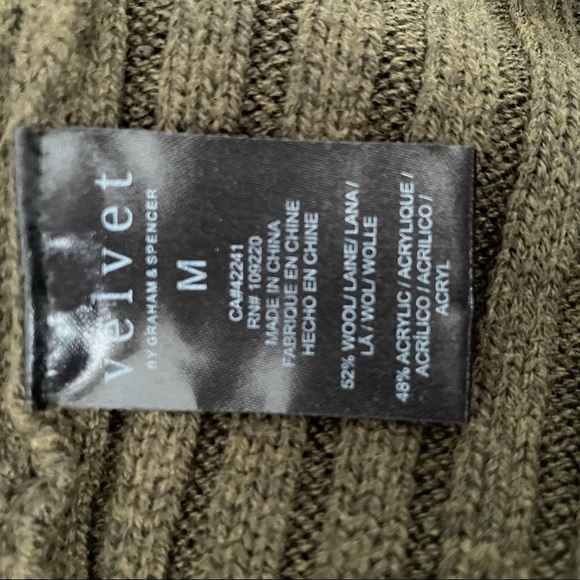 velvet
BY GRAHAM & SPENCER
M
CA#42241
RN# 109220
MADE IN CHINA
FABRIQUE EN CHINE
HECHO EN CHINE
52% WOOL/ LAINE/ LANA /
LÃ / WOL/ WOLLE
48% ACRYLIC / ACRYLIQUE /
ACRÍLICO / ACRILICO /
ACRYL